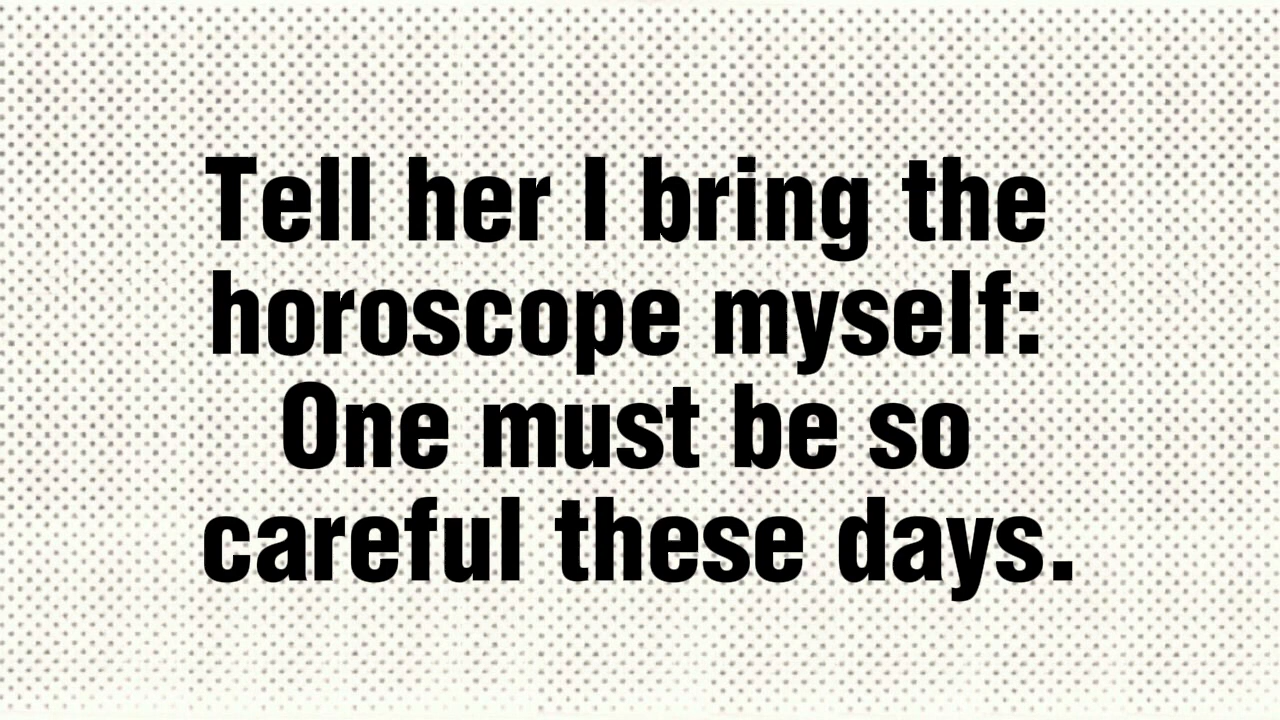 Tell her I bring the
horoscope myself:
One must be so
careful these days.